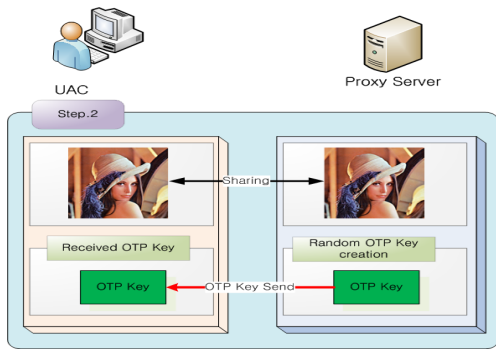 UAC
Proxy Server
Step.2
Sharing
Received OTP Key
Random OTP Key
creation
OTP Key
OTP Key Send
OTP Key